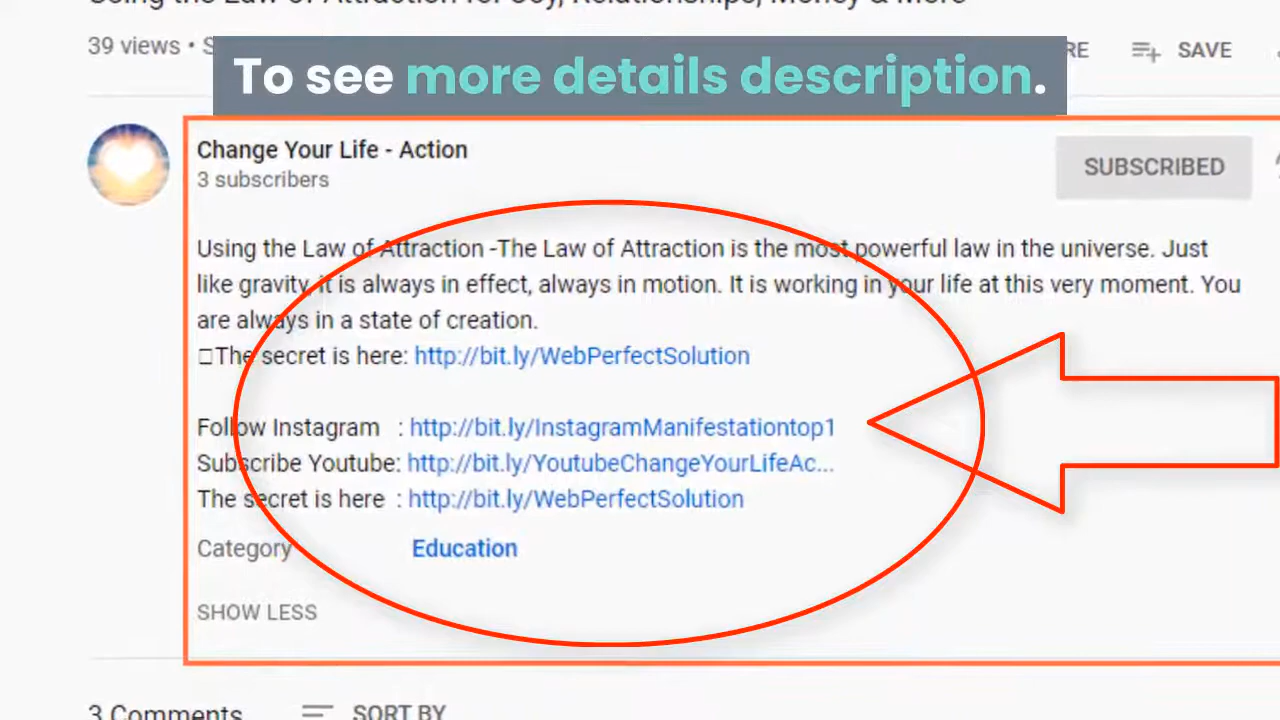 39 views •
To see more details description.
SAVE
Change Your Life - Action
3 subscribers
SUBSCRIBED
Using the Law of Attraction -The Law of Attraction is the most powerful law in the universe. Just
like gravity, it is always in effect, always in motion. It is working in your life at this very moment. You
are always in a state of creation.
□The secret is here: http://bit.ly/WebPerfectSolution
Follow Instagram : http://bit.ly/InstagramManifestationtop1
Subscribe Youtube: http://bit.ly/YoutubeChangeYourLifeAc...
The secret is here : http://bit.ly/WebPerfectSolution
Category Education
SHOW LESS
3 Comments SORT BY